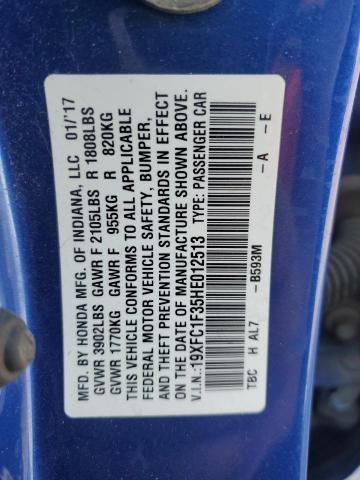 MFD. BY HONDA MFG. OF INDIANA, LLC 01/'17
GVWR 3902LBS GAWR F 2105LBS R 1808LBS
GVWR 1770KG GAWR F 955KG R 820KG
THIS VEHICLE CONFORMS TO ALL APPLICABLE
FEDERAL MOTOR VEHICLE SAFETY, BUMPER,
AND THEFT PREVENTION STANDARDS IN EFFECT
ON THE DATE OF MANUFACTURE SHOWN ABOVE.
V.I.N.:19XFC1F35HE012513 TYPE: PASSENGER CAR
TBC H AL7 -B593M -A -E